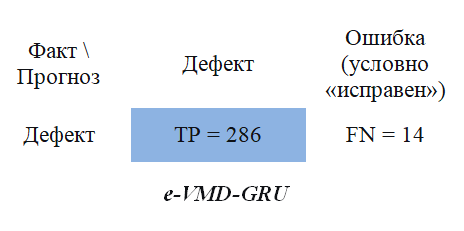 Факт \
Прогноз
Дефект
Ошибка
(условно
«исправен»)
Дефект
TP = 286
FN = 14
e-VMD-GRU